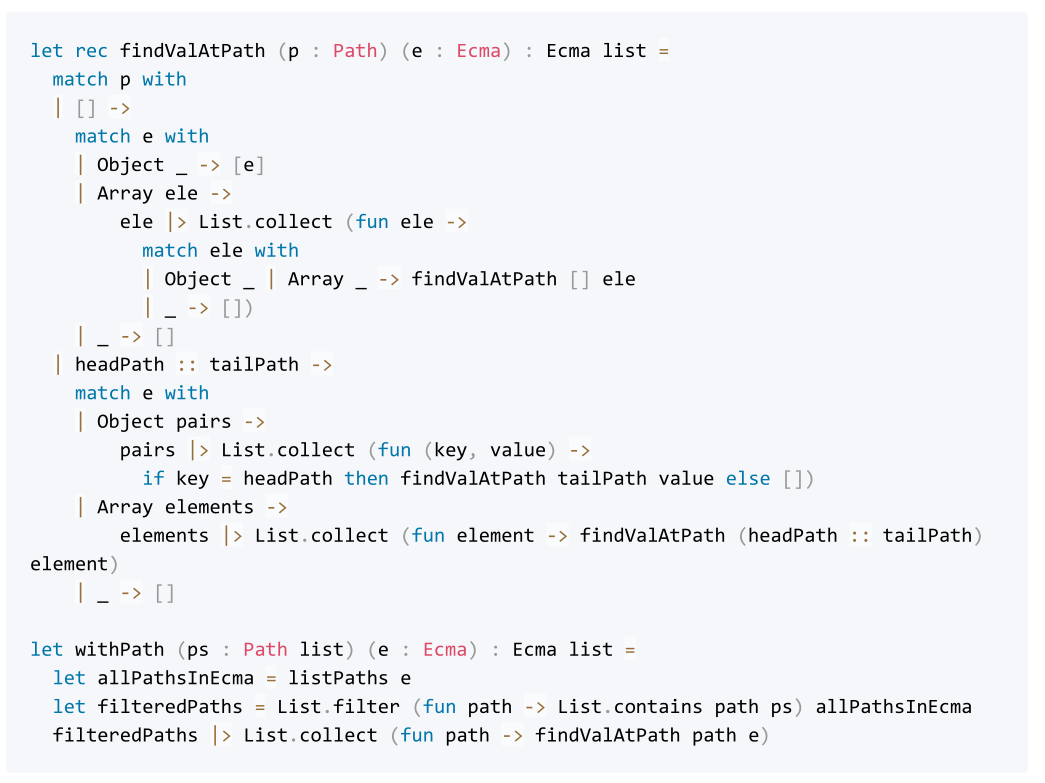 let rec findValAtPath (p : Path) (e : Ecma) : Ecma list =
  match p with
  | [] ->
    match e with
    | Object _ -> [e]
    | Array ele ->
        ele |> List.collect (fun ele ->
          match ele with
          | Object _ | Array _ -> findValAtPath [] ele
          | _ -> [])
    | _ -> []
  | headPath :: tailPath ->
    match e with
    | Object pairs ->
        pairs |> List.collect (fun (key, value) ->
          if key = headPath then findValAtPath tailPath value else [])
    | Array elements ->
        elements |> List.collect (fun element -> findValAtPath (headPath :: tailPath)
element)
    | _ -> []

let withPath (ps : Path list) (e : Ecma) : Ecma list =
  let allPathsInEcma = listPaths e
  let filteredPaths = List.filter (fun path -> List.contains path ps) allPathsInEcma
  filteredPaths |> List.collect (fun path -> findValAtPath path e)